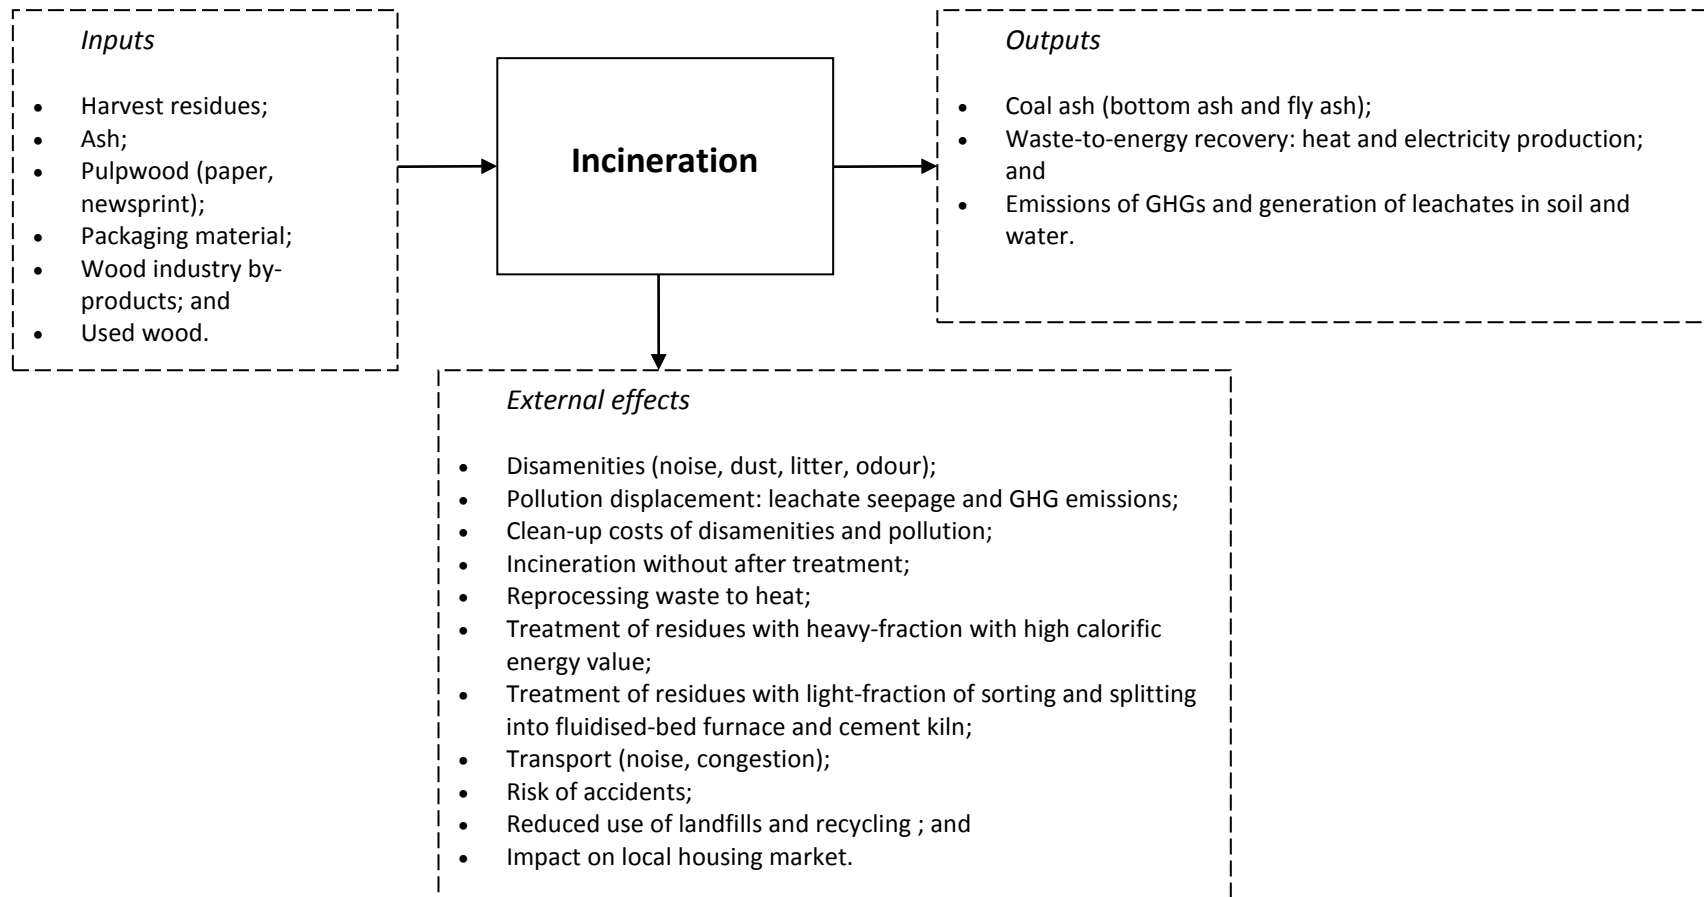 Inputs
• Harvest residues;
• Ash;
• Pulpwood (paper,
newsprint);
• Packaging material;
• Wood industry by-
products; and
• Used wood.
Incineration
Outputs
• Coal ash (bottom ash and fly ash);
• Waste-to-energy recovery: heat and electricity production;
and
• Emissions of GHGs and generation of leachates in soil and
water.
External effects
• Disamenities (noise, dust, litter, odour);
• Pollution displacement: leachate seepage and GHG emissions;
• Clean-up costs of disamenities and pollution;
• Incineration without after treatment;
• Reprocessing waste to heat;
• Treatment of residues with heavy-fraction with high calorific
energy value;
• Treatment of residues with light-fraction of sorting and splitting
into fluidised-bed furnace and cement kiln;
• Transport (noise, congestion);
• Risk of accidents;
• Reduced use of landfills and recycling ; and
• Impact on local housing market.